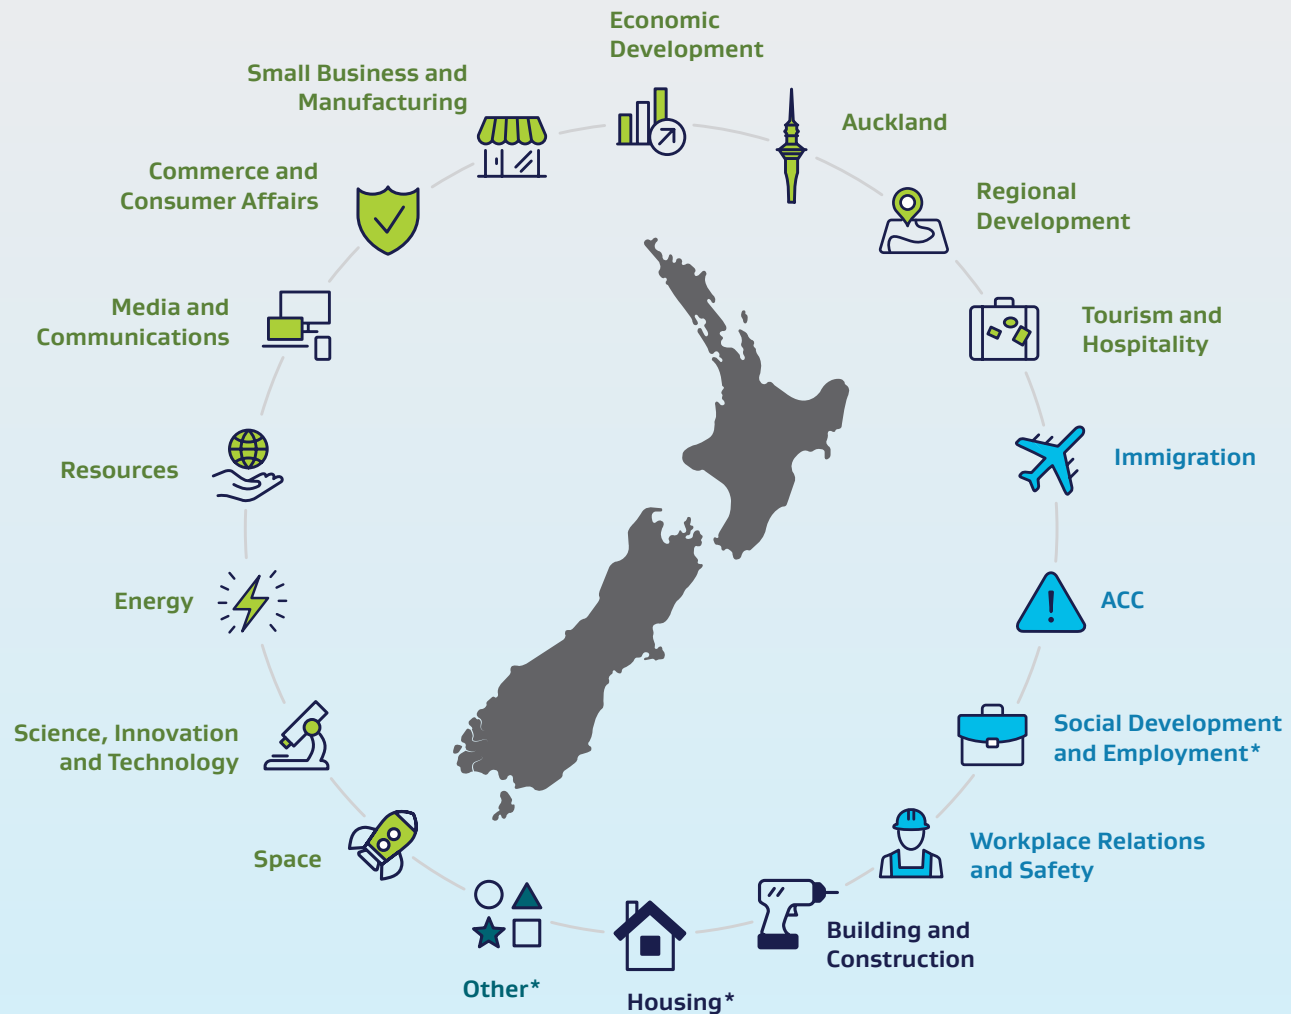 Economic
Development
Auckland
Regional
Development
Tourism and
Hospitality
Immigration
ACC
Social Development
and Employment*
Workplace Relations
and Safety
Building and
Construction
Housing*
Other*
Space
Science, Innovation
and Technology
Energy
Resources
Media and
Communications
Commerce and
Consumer Affairs
Small Business and
Manufacturing